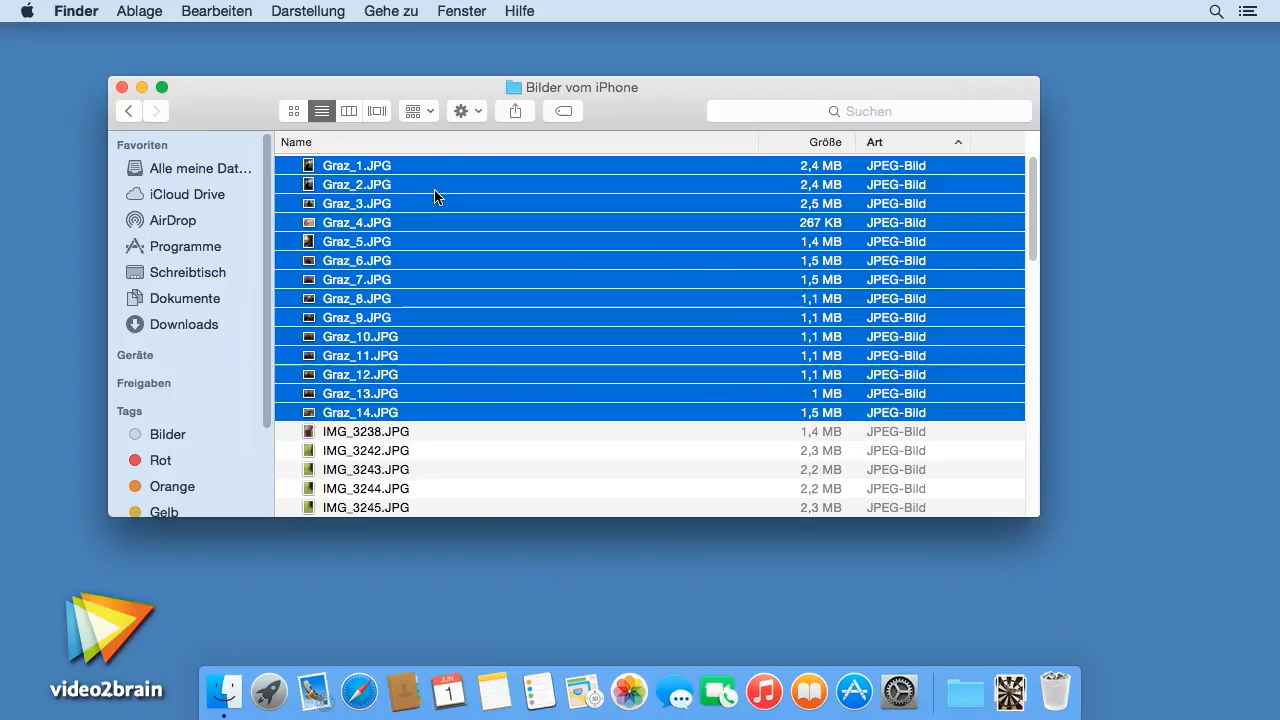 Finder Ablage Bearbeiten Darstellung Gehe zu Fenster Hilfe
Bilder vom iPhone
Suchen
Favoriten
Alle meine Dat...
iCloud Drive
AirDrop
Programme
Schreibtisch
Dokumente
Downloads
Geräte
Freigaben
Tags
Bilder
Rot
Orange
Gelb
Name Größe Art
Graz_1.JPG 2,4 MB JPEG-Bild
Graz_2.JPG 2,4 MB JPEG-Bild
Graz_3.JPG 2,5 MB JPEG-Bild
Graz_4.JPG 267 KB JPEG-Bild
Graz_5.JPG 1,4 MB JPEG-Bild
Graz_6.JPG 1,5 MB JPEG-Bild
Graz_7.JPG 1,5 MB JPEG-Bild
Graz_8.JPG 1,1 MB JPEG-Bild
Graz_9.JPG 1,1 MB JPEG-Bild
Graz_10.JPG 1,1 MB JPEG-Bild
Graz_11.JPG 1,1 MB JPEG-Bild
Graz_12.JPG 1,1 MB JPEG-Bild
Graz_13.JPG 1 MB JPEG-Bild
Graz_14.JPG 1,5 MB JPEG-Bild
IMG_3238.JPG 1,4 MB JPEG-Bild
IMG_3242.JPG 2,3 MB JPEG-Bild
IMG_3243.JPG 2,2 MB JPEG-Bild
IMG_3244.JPG 2,2 MB JPEG-Bild
IMG_3245.JPG 2,3 MB JPEG-Bild
video2brain
JUN
1